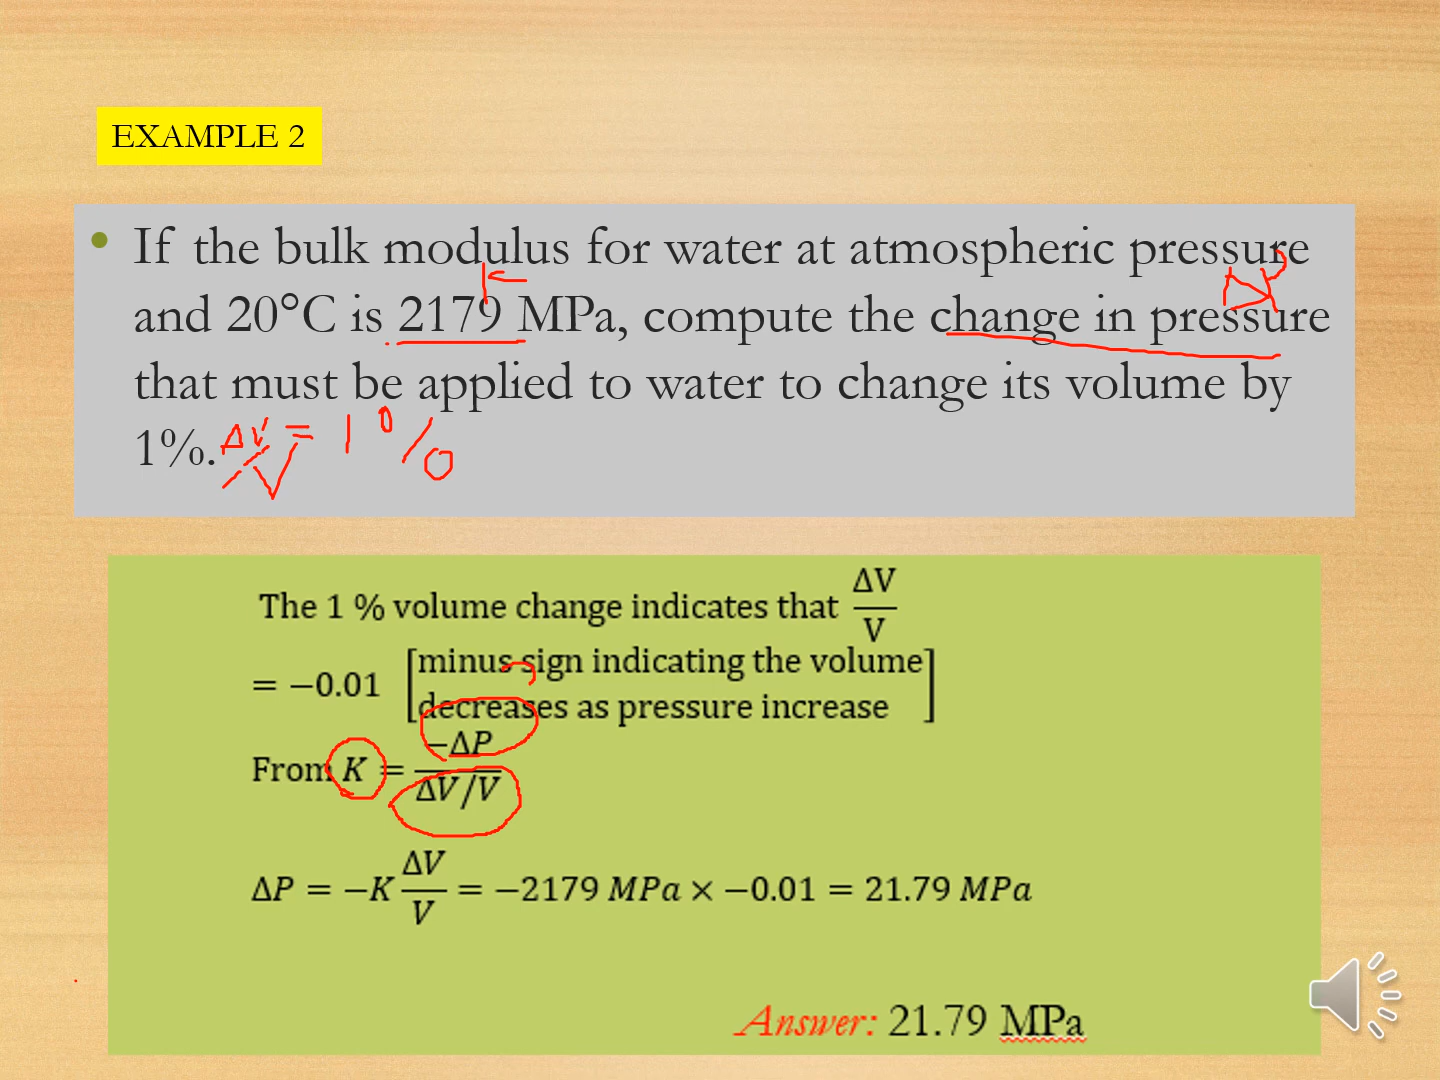 EXAMPLE 2
• If the bulk modulus for water at atmospheric pressure
and 20°C is 2179 MPa, compute the change in pressure
that must be applied to water to change its volume by
1%.
K
ΔP
ΔV/V = 1%
The 1 % volume change indicates that ΔV/V
= −0.01 [minus sign indicating the volume
decreases as pressure increase]
From K = −ΔP/(ΔV/V)
ΔP = −K ΔV/V = −2179 MPa × −0.01 = 21.79 MPa
Answer: 21.79 MPa